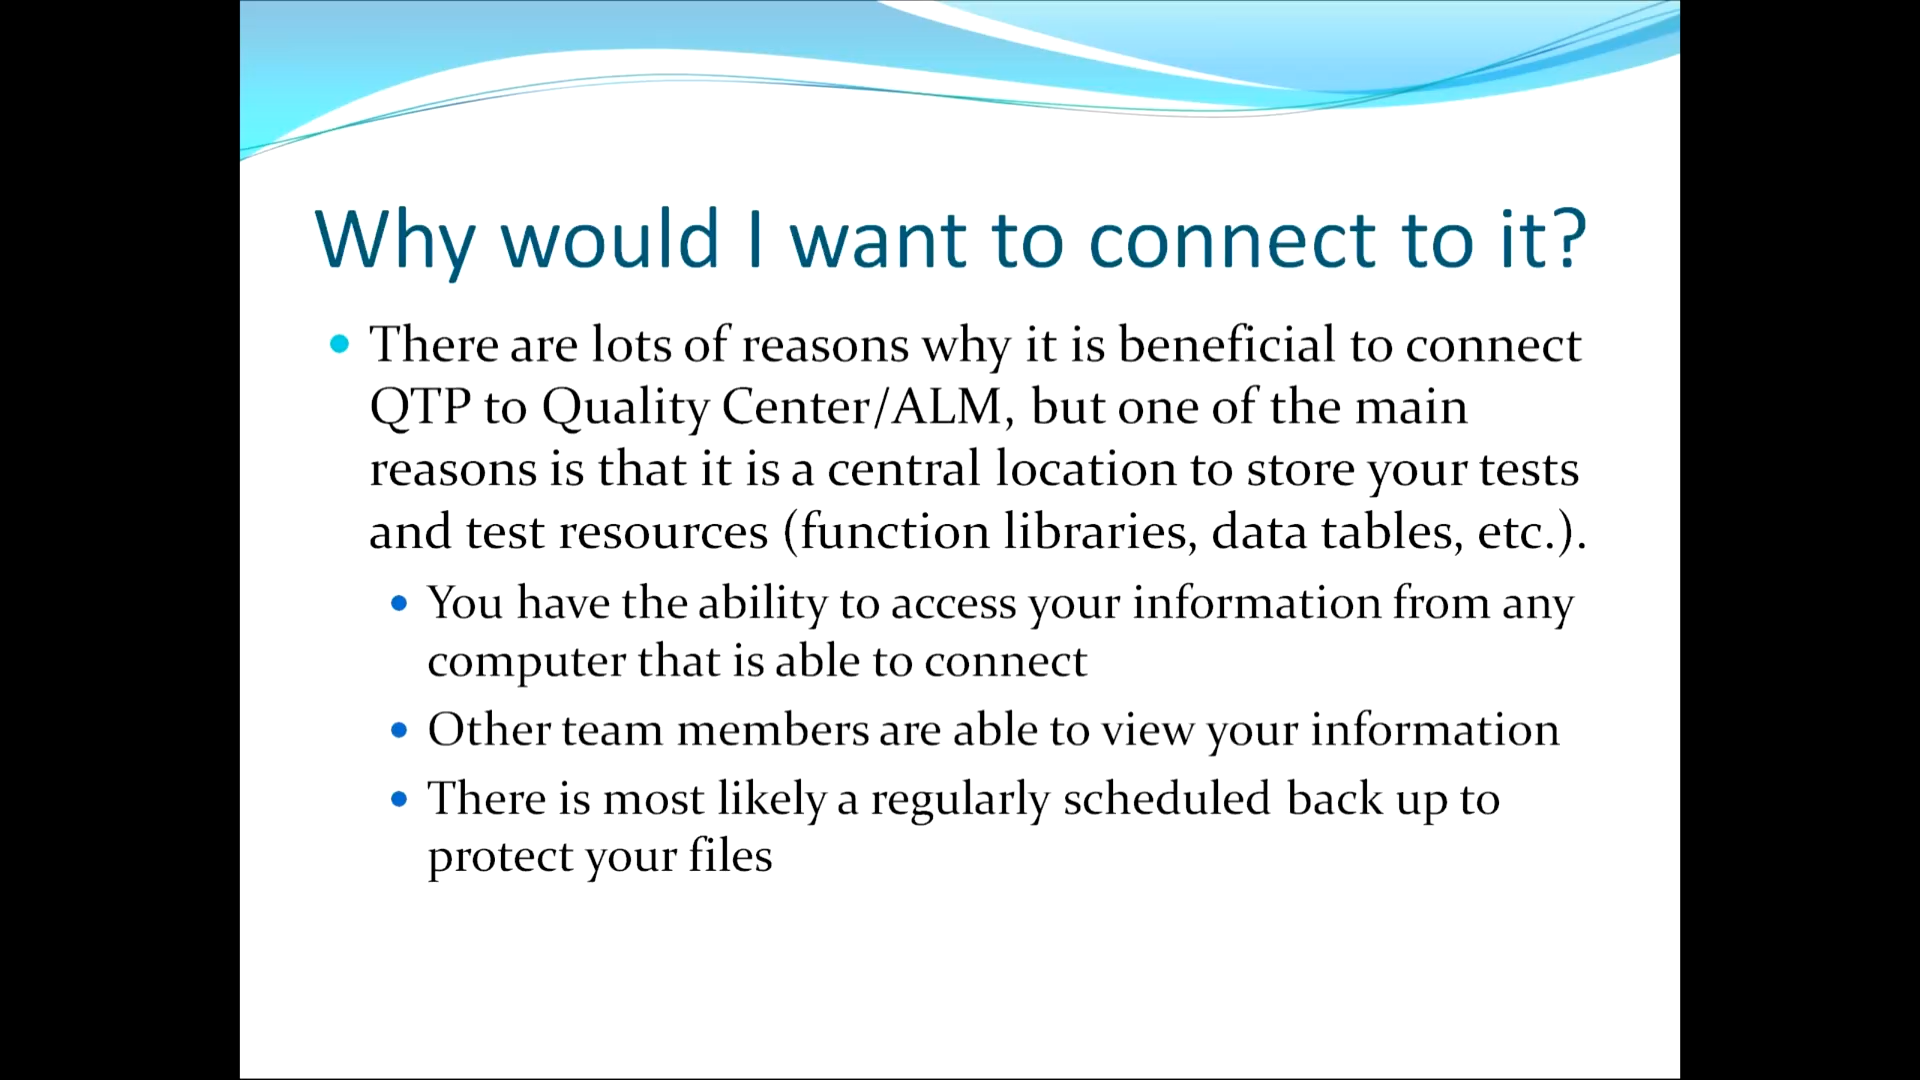 Why would I want to connect to it?
There are lots of reasons why it is beneficial to connect
QTP to Quality Center/ALM, but one of the main
reasons is that it is a central location to store your tests
and test resources (function libraries, data tables, etc.).
You have the ability to access your information from any
computer that is able to connect
Other team members are able to view your information
There is most likely a regularly scheduled back up to
protect your files